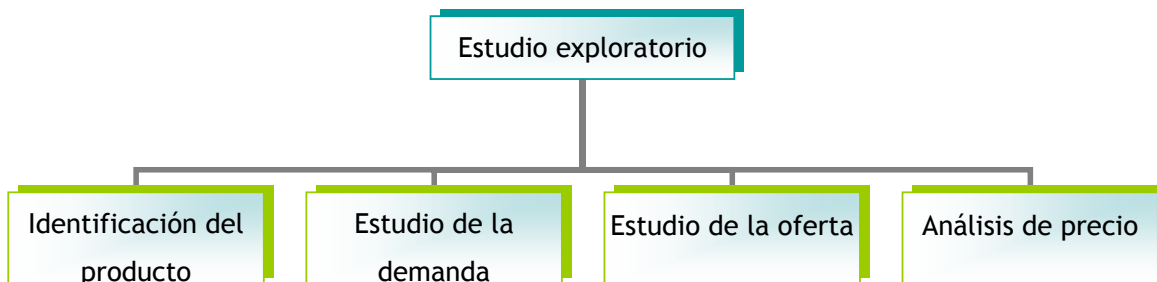 Estudio exploratorio
Identificación del
producto
Estudio de la
demanda
Estudio de la oferta
Análisis de precio